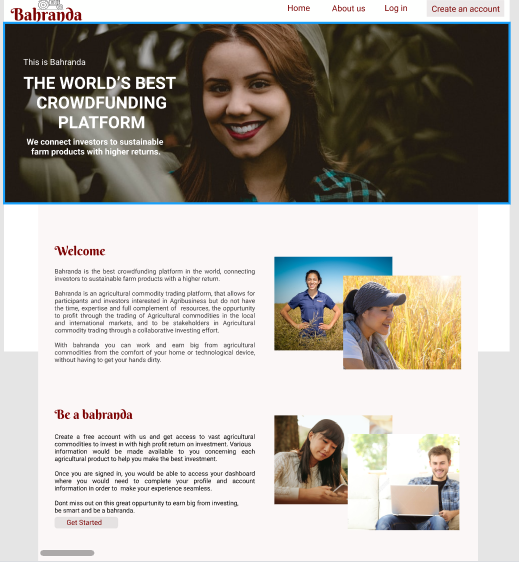 Bahranda
Home About us Log in Create an account
This is Bahranda
THE WORLD'S BEST
CROWDFUNDING
PLATFORM
We connect investors to sustainable
farm products with higher returns.
Welcome
Bahranda is the best crowdfunding platform in the world, connecting
investors to sustainable farm products with a higher return.
Bahranda is an agricultural commodity trading platform, that allows for
participants and investors interested in Agribusiness but do not have
the time, expertise and full complement of resources, the opportunity
to profit through the trading of Agricultural commodities in the local
and international markets, and to be stakeholders in Agricultural
commodity trading through a collaborative investing effort.
With bahranda you can work and earn big from agricultural
commodities from the comfort of your home or technological device,
without having to get your hands dirty.
Be a bahranda
Create a free account with us and get access to vast agricultural
commodities to invest in with high profit return on investment. Various
information would be made available to you concerning each
agricultural product to help you make the best investment.
Once you are signed in, you would be able to access your dashboard
where you would need to complete your profile and account
information in order to make your experience seamless.
Dont miss out on this great oppurtunity to earn big from investing,
be smart and be a bahranda.
Get Started